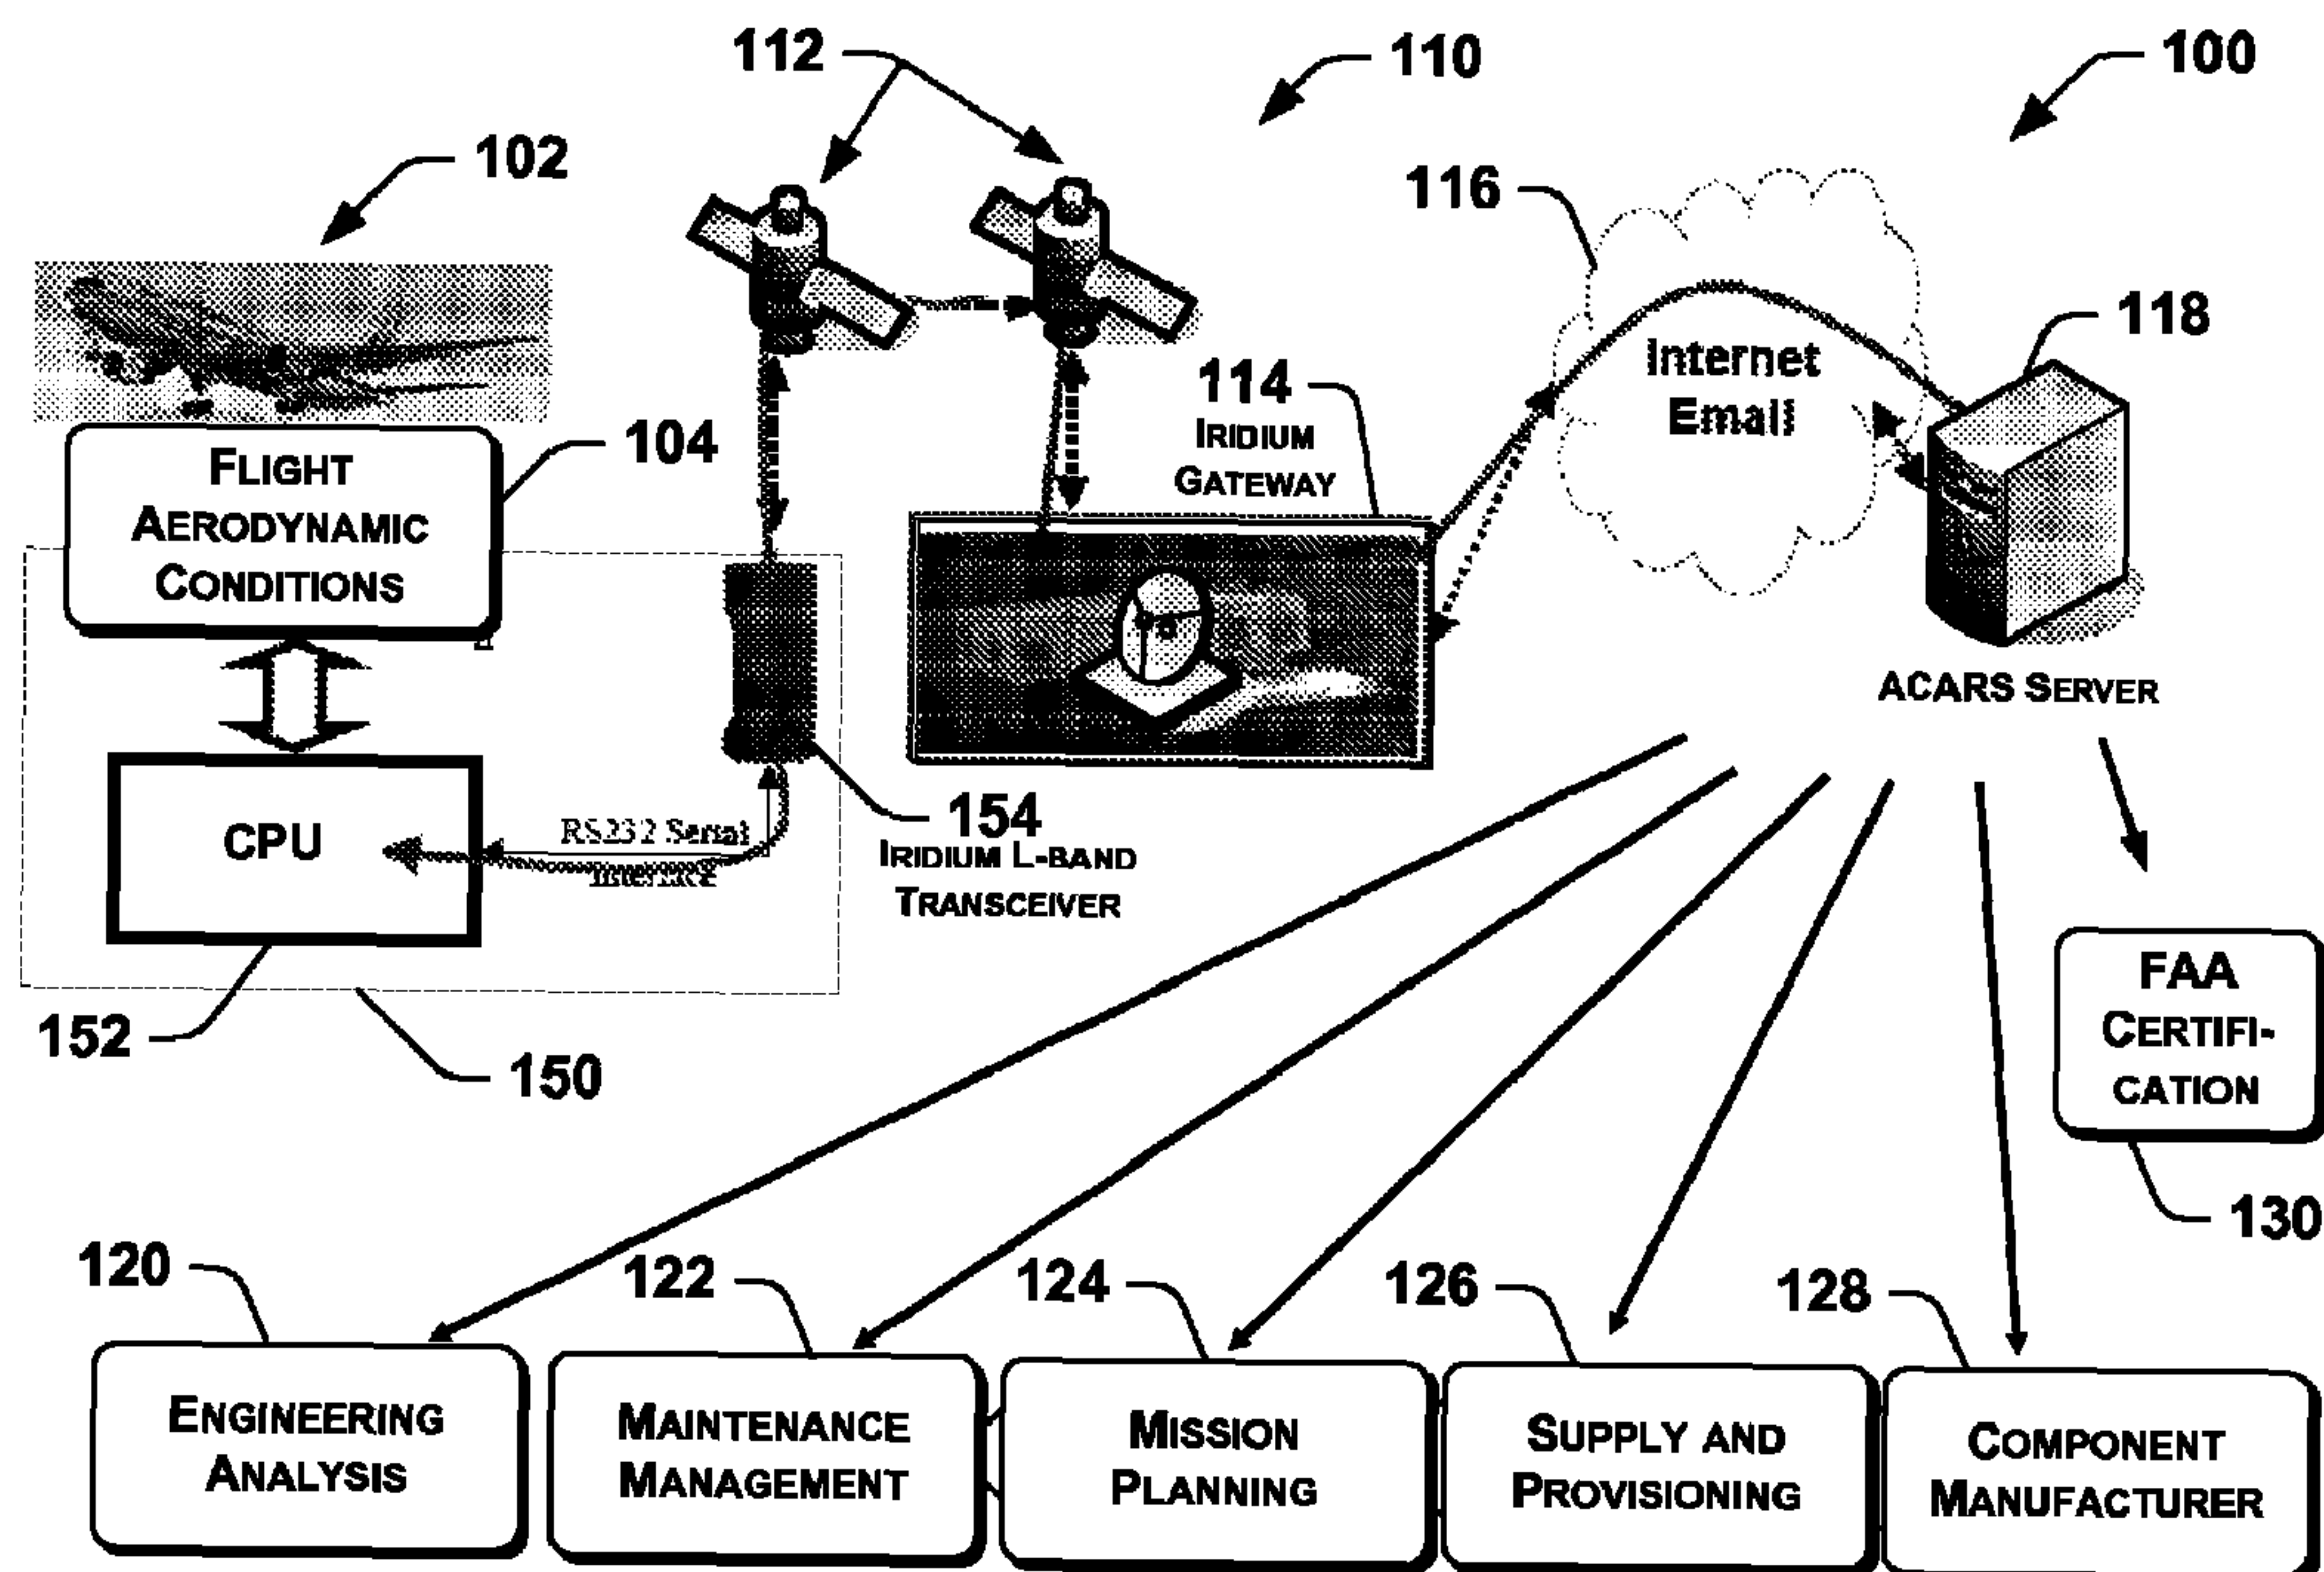 112
110
100
102
116
118
114
IRIDIUM
GATEWAY
Internet
Email
104
FLIGHT
AERODYNAMIC
CONDITIONS
ACARS SERVER
CPU
RS232 Serial
Interface
154
IRIDIUM L-BAND
TRANSCEIVER
152
150
FAA
CERTIFI-
CATION
130
120
122
124
126
128
ENGINEERING
ANALYSIS
MAINTENANCE
MANAGEMENT
MISSION
PLANNING
SUPPLY AND
PROVISIONING
COMPONENT
MANUFACTURER